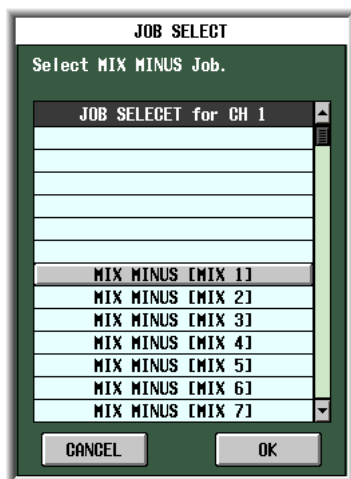 JOB SELECT
Select MIX MINUS Job.
JOB SELECET for CH 1
MIX MINUS [MIX 1]
MIX MINUS [MIX 2]
MIX MINUS [MIX 3]
MIX MINUS [MIX 4]
MIX MINUS [MIX 5]
MIX MINUS [MIX 6]
MIX MINUS [MIX 7]
CANCEL OK